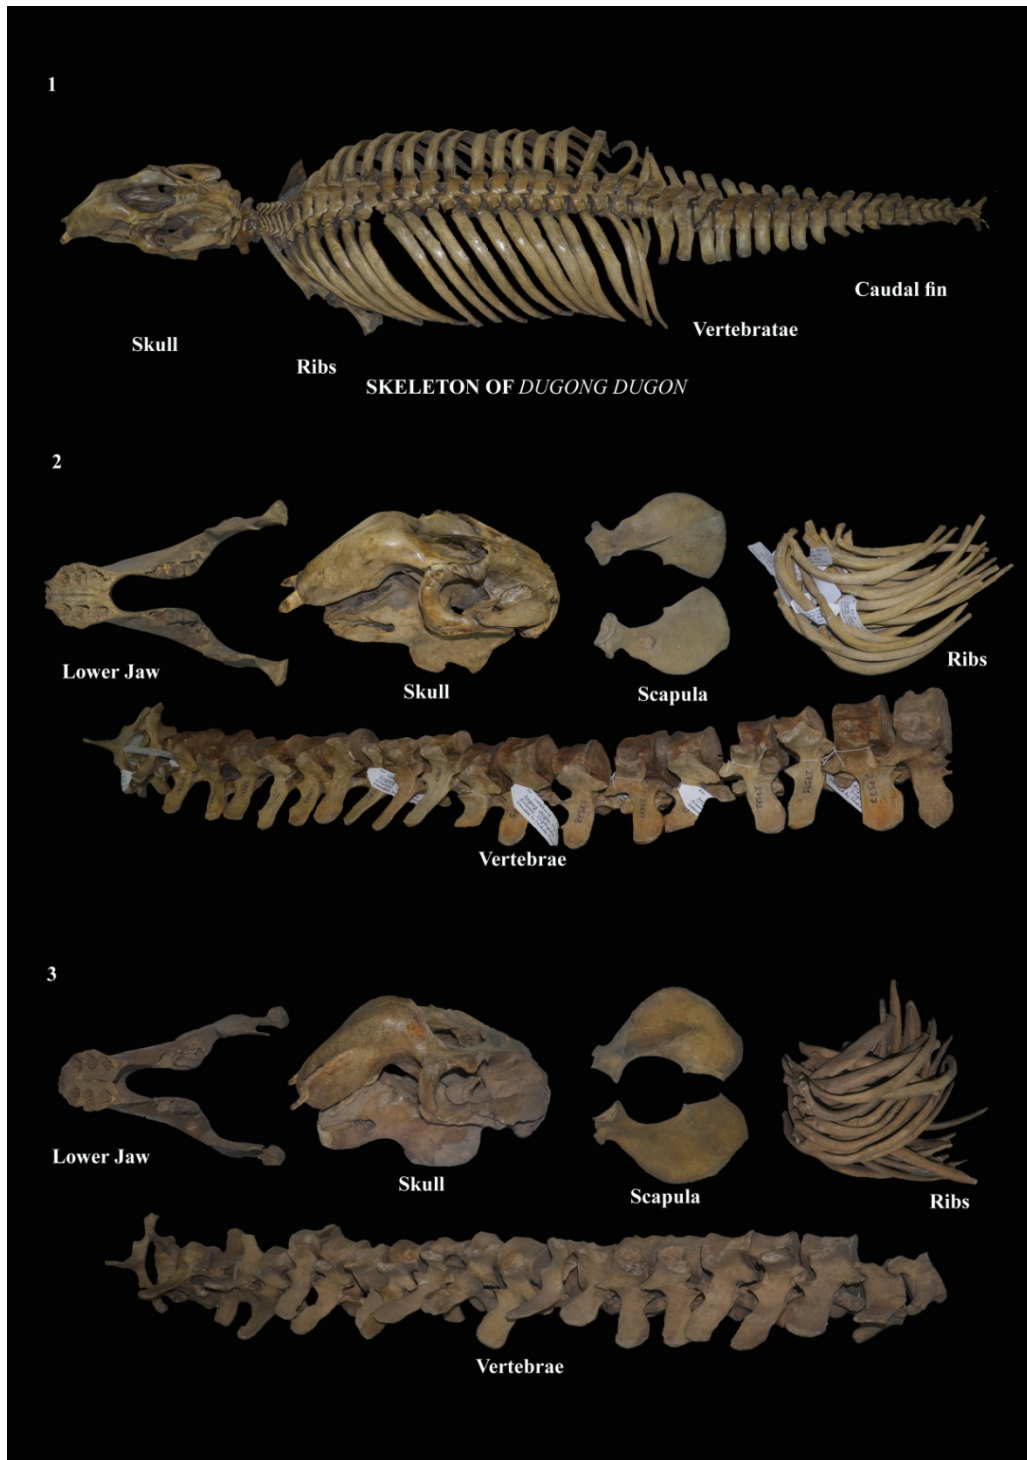 1
Caudal fin
Vertebratae
Skull
Ribs
SKELETON OF DUGONG DUGON
2
Lower Jaw
Skull
Scapula
Ribs
Vertebrae
3
Lower Jaw
Skull
Scapula
Ribs
Vertebrae